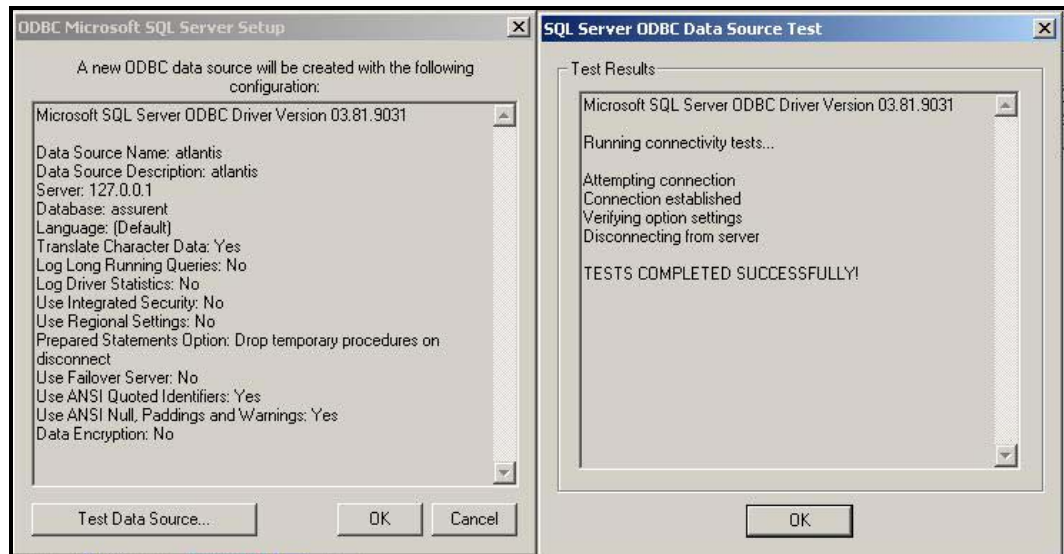 ODBC Microsoft SQL Server Setup
A new ODBC data source will be created with the following
configuration:
Microsoft SQL Server ODBC Driver Version 03.81.9031
Data Source Name: atlantis
Data Source Description: atlantis
Server: 127.0.0.1
Database: assurent
Language: (Default)
Translate Character Data: Yes
Log Long Running Queries: No
Log Driver Statistics: No
Use Integrated Security: No
Use Regional Settings: No
Prepared Statements Option: Drop temporary procedures on
disconnect
Use Failover Server: No
Use ANSI Quoted Identifiers: Yes
Use ANSI Null, Paddings and Warnings: Yes
Data Encryption: No
Test Data Source...
OK
Cancel
SQL Server ODBC Data Source Test
Test Results
Microsoft SQL Server ODBC Driver Version 03.81.9031
Running connectivity tests...
Attempting connection
Connection established
Verifying option settings
Disconnecting from server
TESTS COMPLETED SUCCESSFULLY!
OK